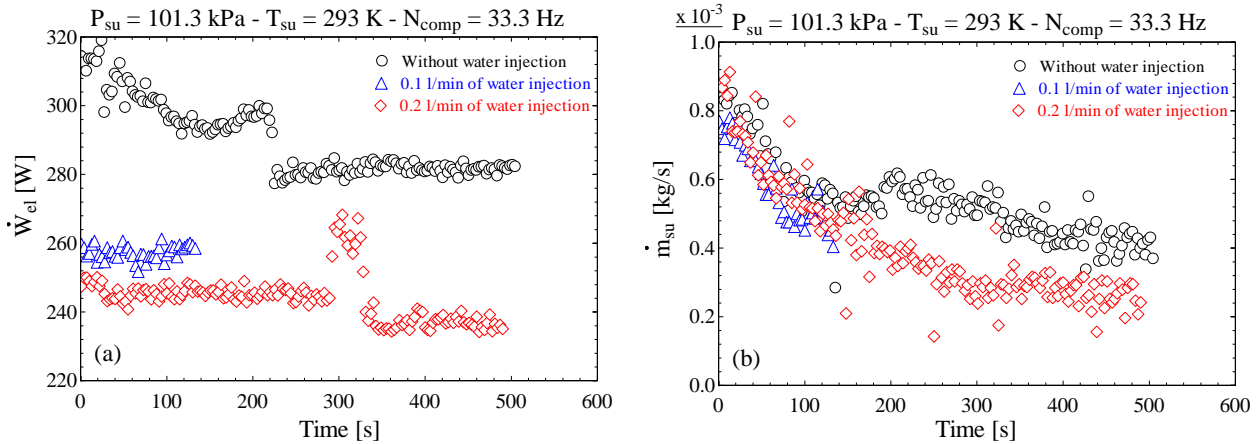 P_su = 101.3 kPa - T_su = 293 K - N_comp = 33.3 Hz
320
300
280
260
240
220
Ẇ_el [W]
Without water injection
0.1 l/min of water injection
0.2 l/min of water injection
(a)
0
100
200
300
400
500
600
Time [s]
x 10^-3 P_su = 101.3 kPa - T_su = 293 K - N_comp = 33.3 Hz
1.0
0.8
0.6
0.4
0.2
0.0
ṁ_su [kg/s]
Without water injection
0.1 l/min of water injection
0.2 l/min of water injection
(b)
0
100
200
300
400
500
600
Time [s]